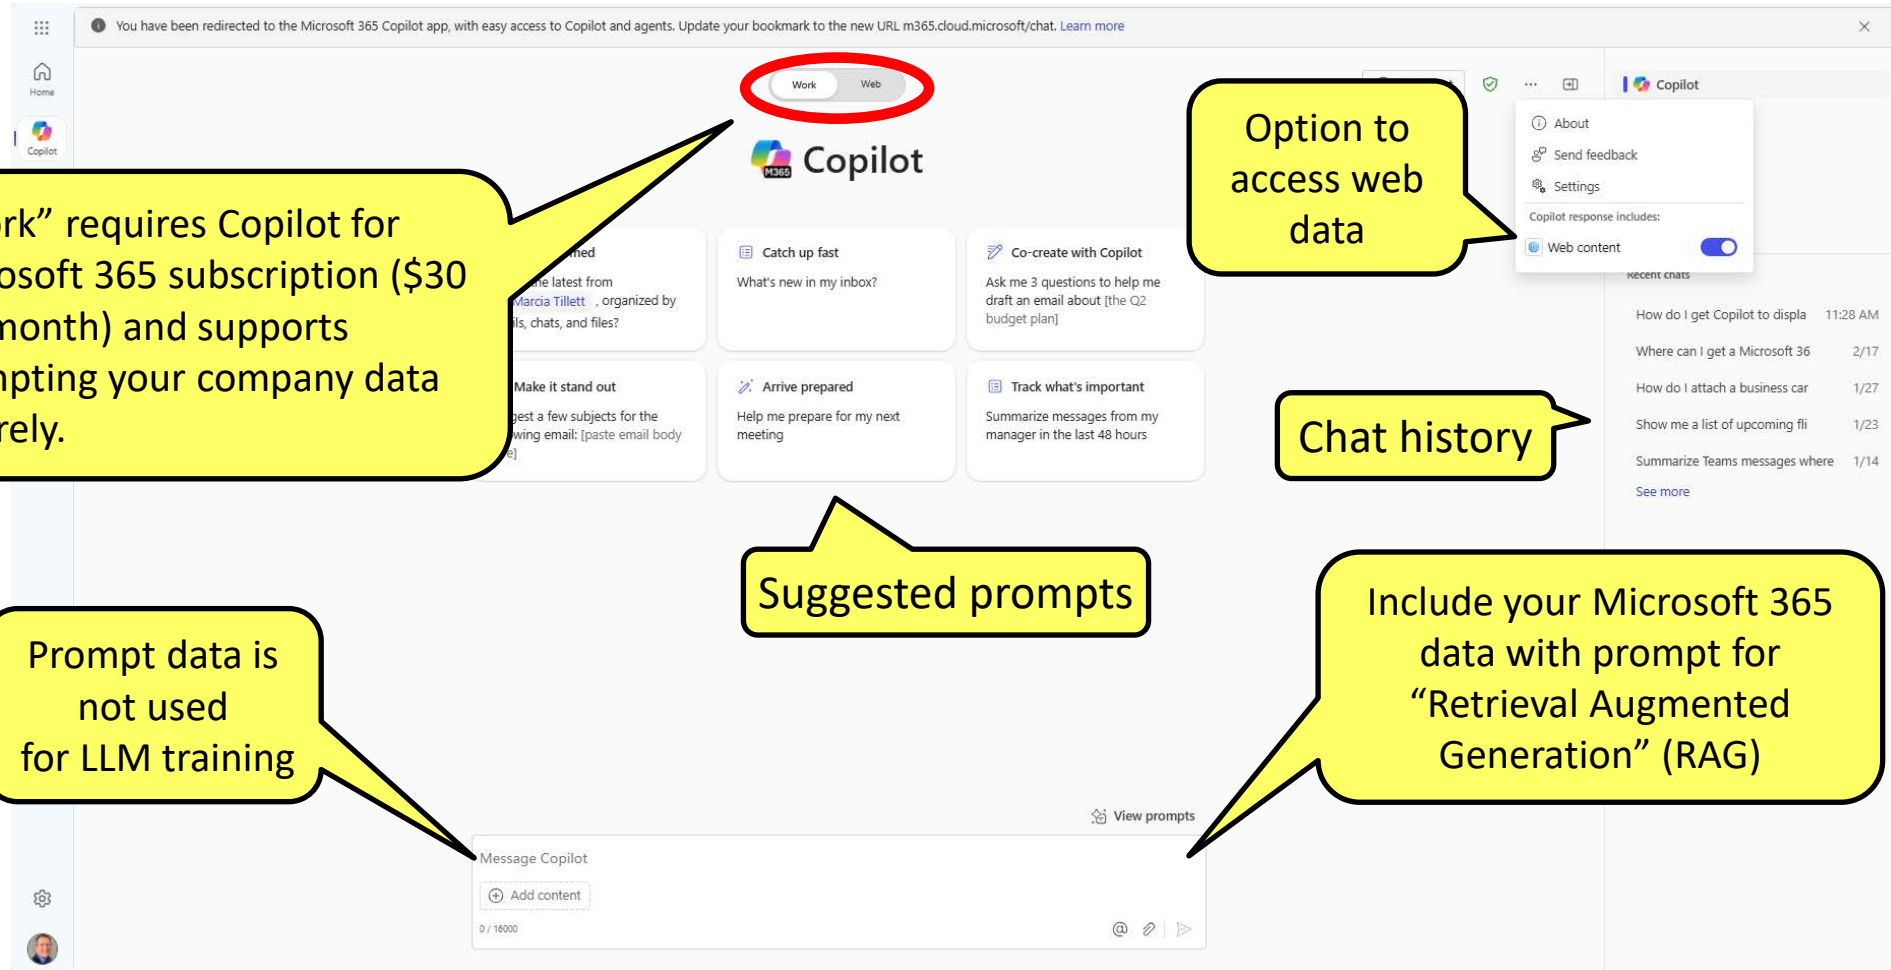 You have been redirected to the Microsoft 365 Copilot app, with easy access to Copilot and agents. Update your bookmark to the new URL m365.cloud.microsoft/chat. Learn more
Home
Copilot
Work Web
M365 Copilot
requires Copilot for
365 subscription ($30
and supports
your company data
Option to
access web
data
Copilot
About
Send feedback
Settings
Copilot response includes:
Web content
latest from
Marcia Tillett , organized by
chats, and files?
Catch up fast
What's new in my inbox?
Co-create with Copilot
Ask me 3 questions to help me
draft an email about [the Q2
budget plan]
Make it stand out
a few subjects for the
email: [paste email body
Arrive prepared
Help me prepare for my next
meeting
Track what's important
Summarize messages from my
manager in the last 48 hours
Recent chats
How do I get Copilot to displa 11:28 AM
Where can I get a Microsoft 36 2/17
How do I attach a business car 1/27
Show me a list of upcoming fli 1/23
Summarize Teams messages where 1/14
See more
Chat history
Suggested prompts
Prompt data is
not used
for LLM training
Include your Microsoft 365
data with prompt for
“Retrieval Augmented
Generation” (RAG)
View prompts
Message Copilot
Add content
0 / 16000